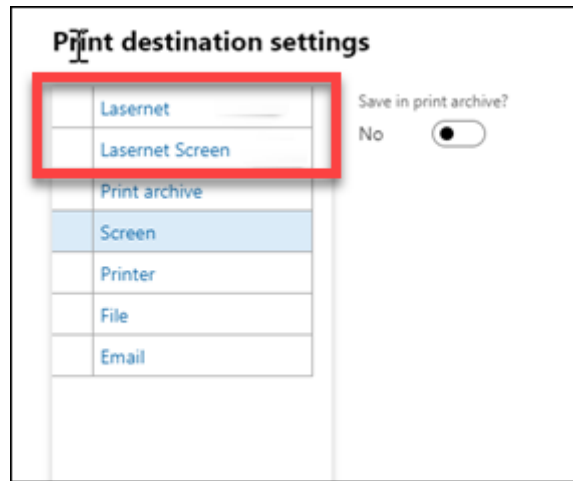 Print destination settings
Lasernet
Lasernet Screen
Print archive
Screen
Printer
File
Email
Save in print archive?
No